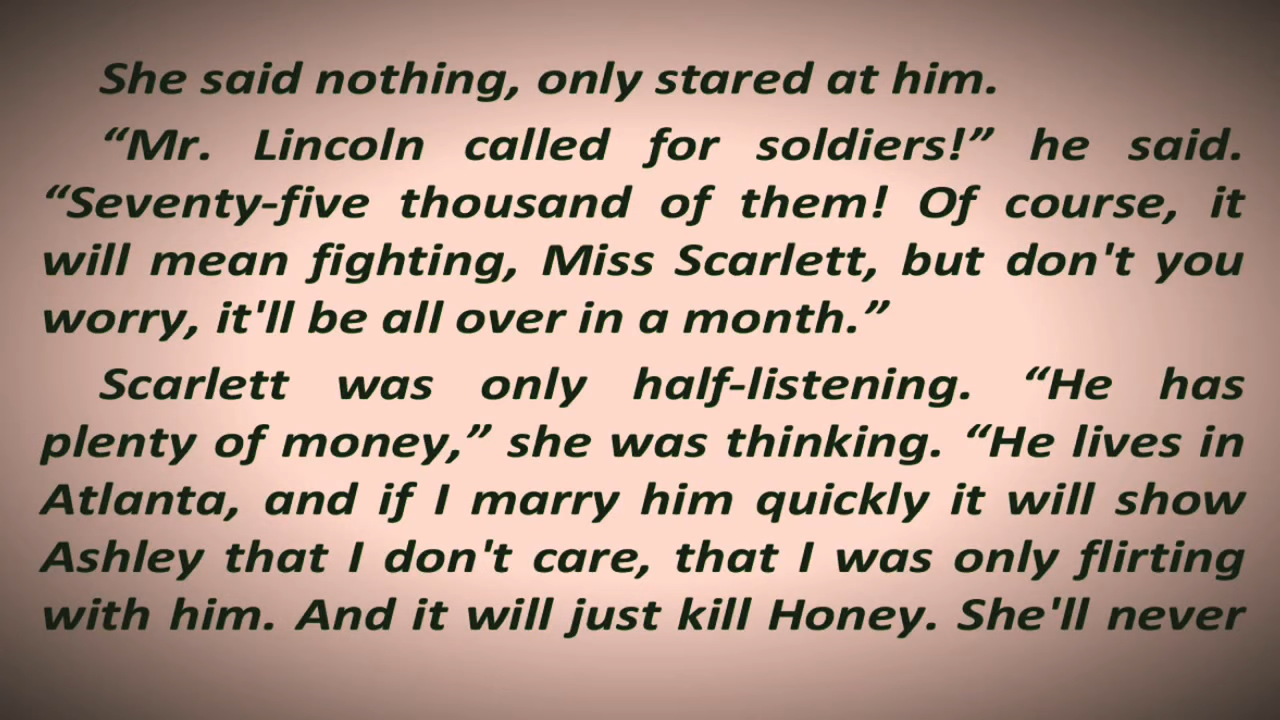 She said nothing, only stared at him.
“Mr. Lincoln called for soldiers!” he said.
“Seventy-five thousand of them! Of course, it
will mean fighting, Miss Scarlett, but don't you
worry, it'll be all over in a month.”
Scarlett was only half-listening. “He has
plenty of money,” she was thinking. “He lives in
Atlanta, and if I marry him quickly it will show
Ashley that I don't care, that I was only flirting
with him. And it will just kill Honey. She'll never